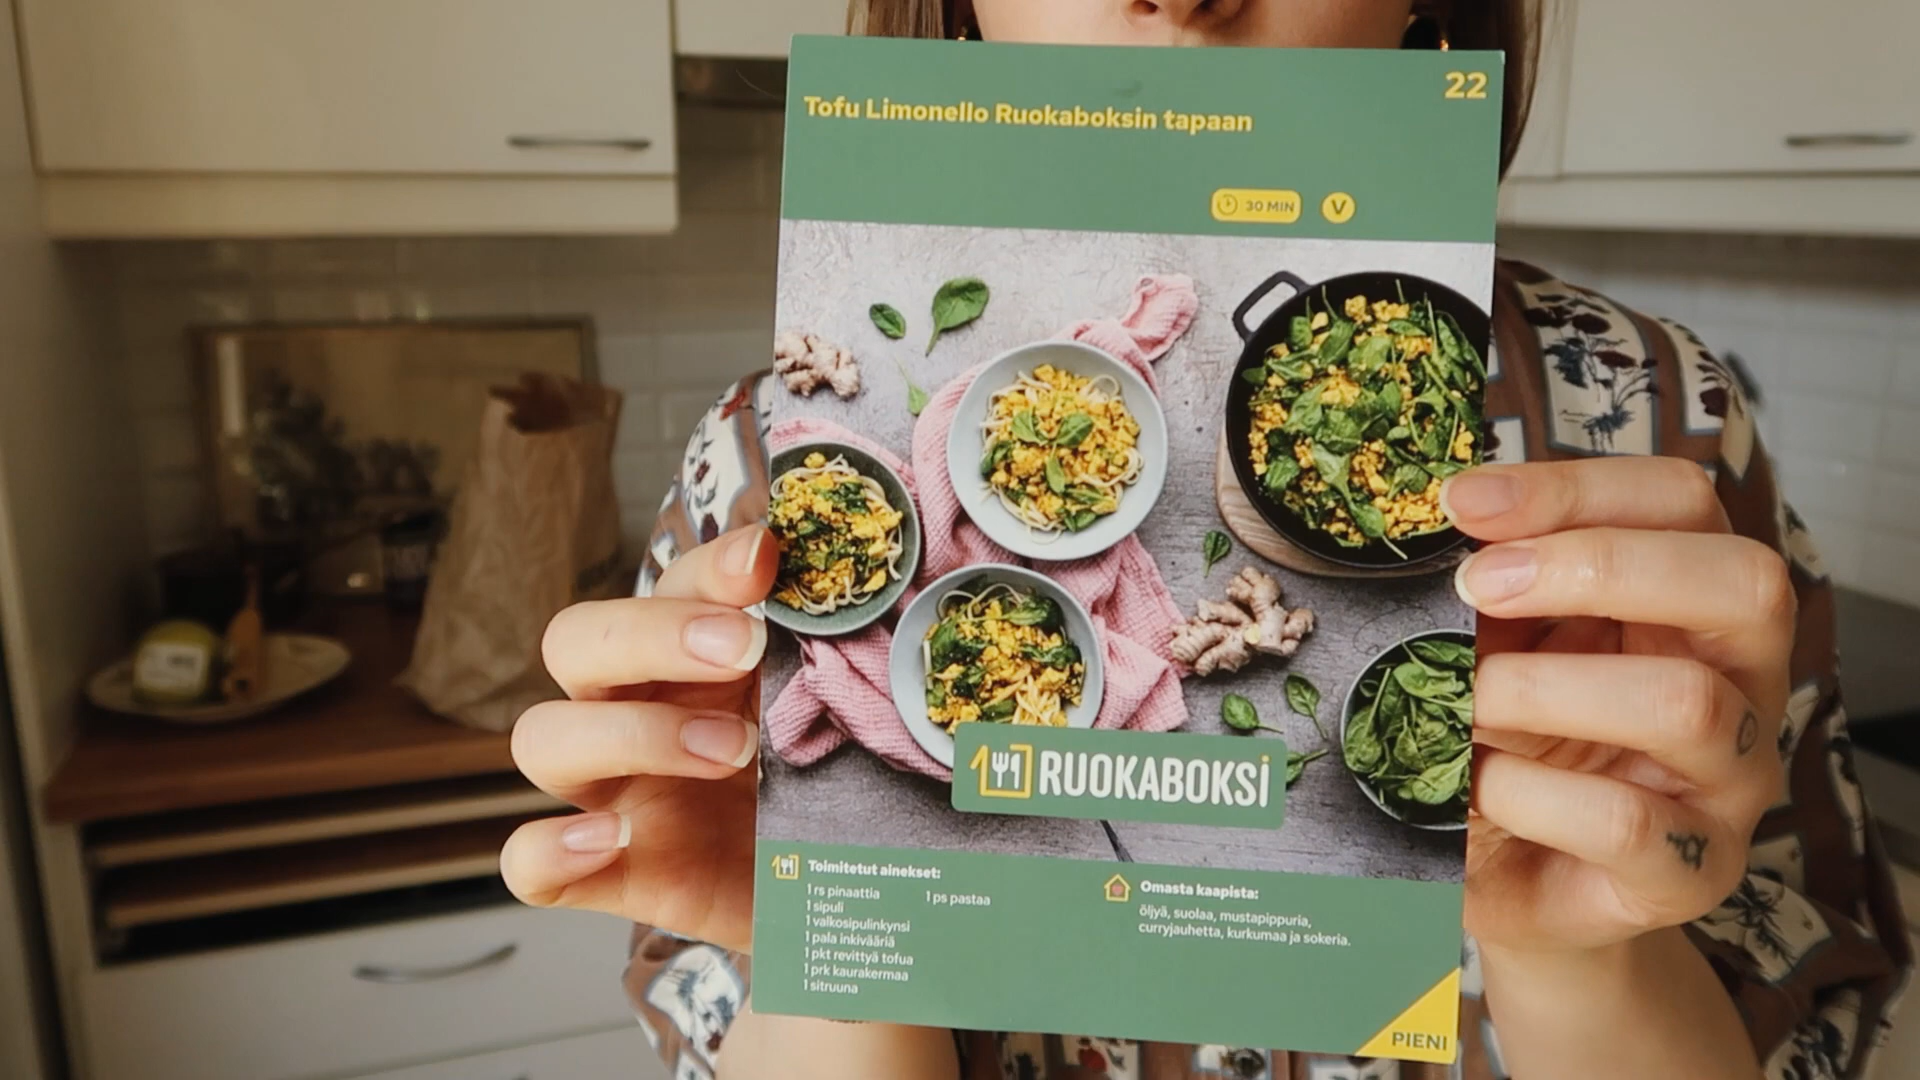 22
Tofu Limonello Ruokaboksin tapaan
30 MIN V
RUOKABOKSI
Toimitetut ainekset:
1 rs pinaattia
1 sipuli
1 valkosipulinkynsi
1 pala inkivääriä
1 pkt revittyä tofua
1 prk kaurakermaa
1 sitruuna
1 ps pastaa
Omasta kaapista:
öljyä, suolaa, mustapippuria,
curryjauhetta, kurkumaa ja sokeria.
PIENI